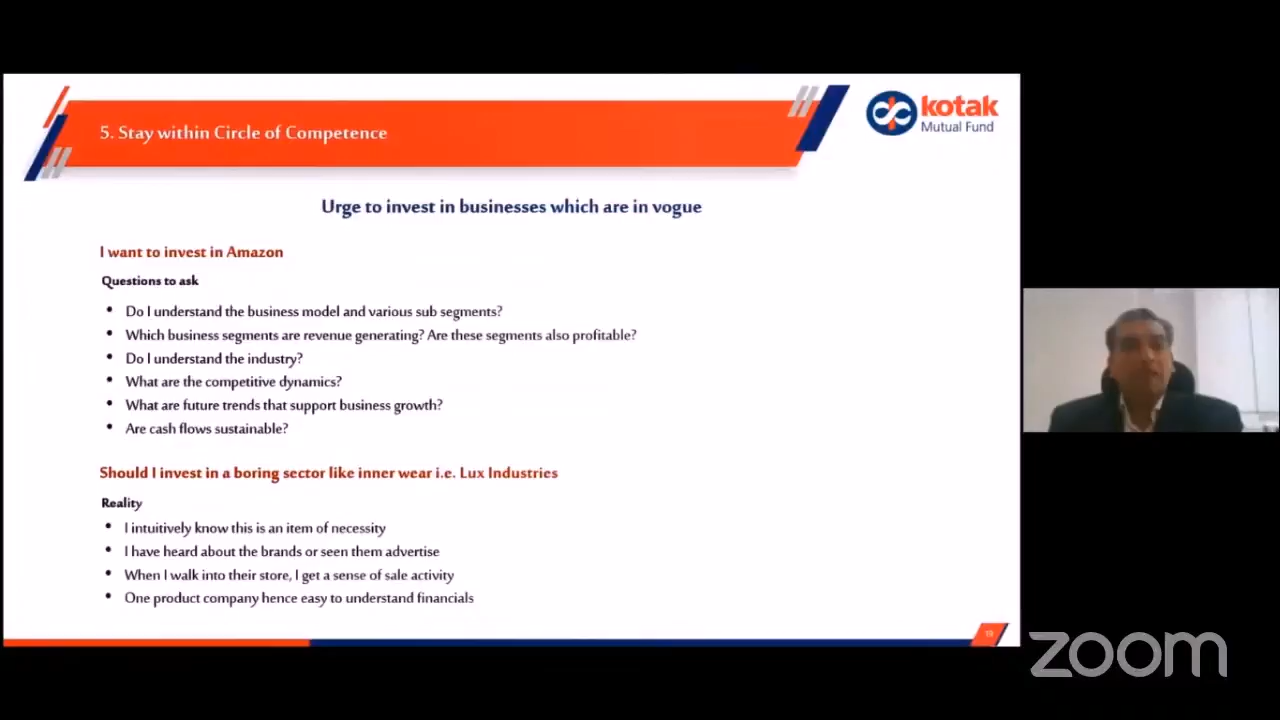 5. Stay within Circle of Competence
kotak
Mutual Fund
Urge to invest in businesses which are in vogue
I want to invest in Amazon
Questions to ask
• Do I understand the business model and various sub segments?
• Which business segments are revenue generating? Are these segments also profitable?
• Do I understand the industry?
• What are the competitive dynamics?
• What are future trends that support business growth?
• Are cash flows sustainable?
Should I invest in a boring sector like inner wear i.e. Lux Industries
Reality
• I intuitively know this is an item of necessity
• I have heard about the brands or seen them advertise
• When I walk into their store, I get a sense of sale activity
• One product company hence easy to understand financials
zoom